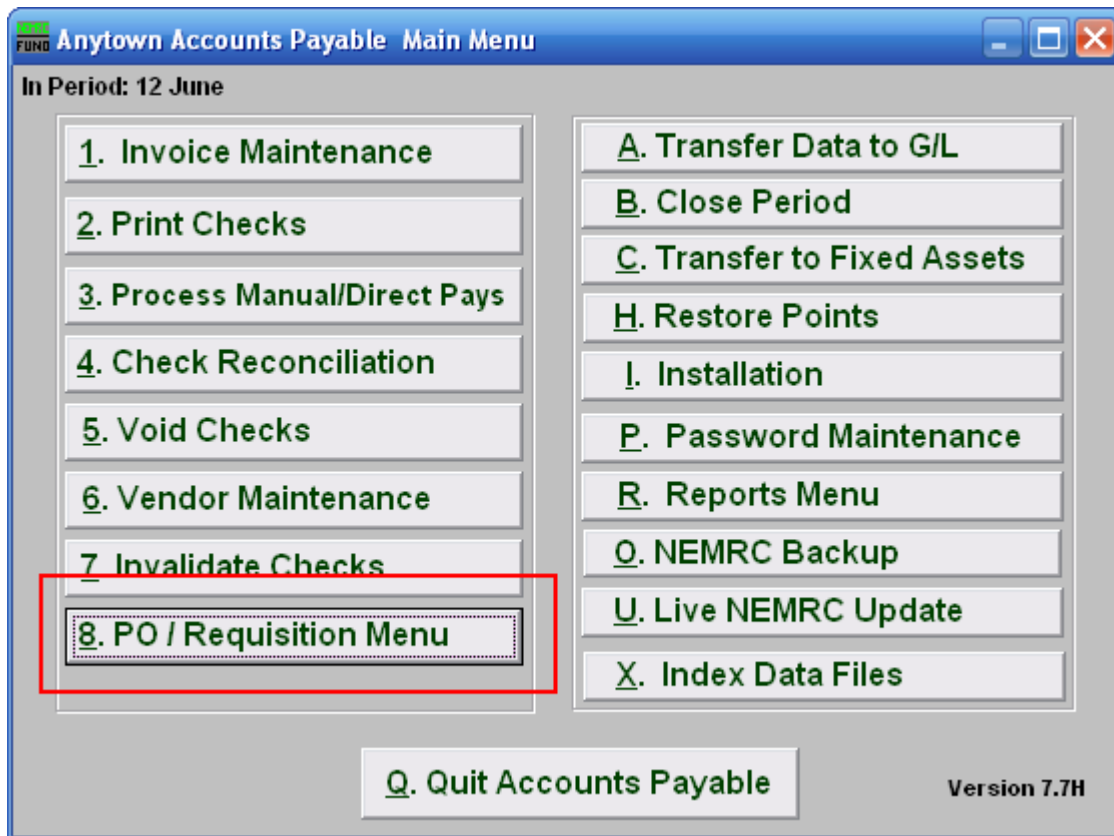 NEMRC
FUND Anytown Accounts Payable Main Menu
In Period: 12 June
1. Invoice Maintenance
2. Print Checks
3. Process Manual/Direct Pays
4. Check Reconciliation
5. Void Checks
6. Vendor Maintenance
7 Invalidate Checks
8. PO / Requisition Menu
A. Transfer Data to G/L
B. Close Period
C. Transfer to Fixed Assets
H. Restore Points
I. Installation
P. Password Maintenance
R. Reports Menu
O. NEMRC Backup
U. Live NEMRC Update
X. Index Data Files
Q. Quit Accounts Payable
Version 7.7H